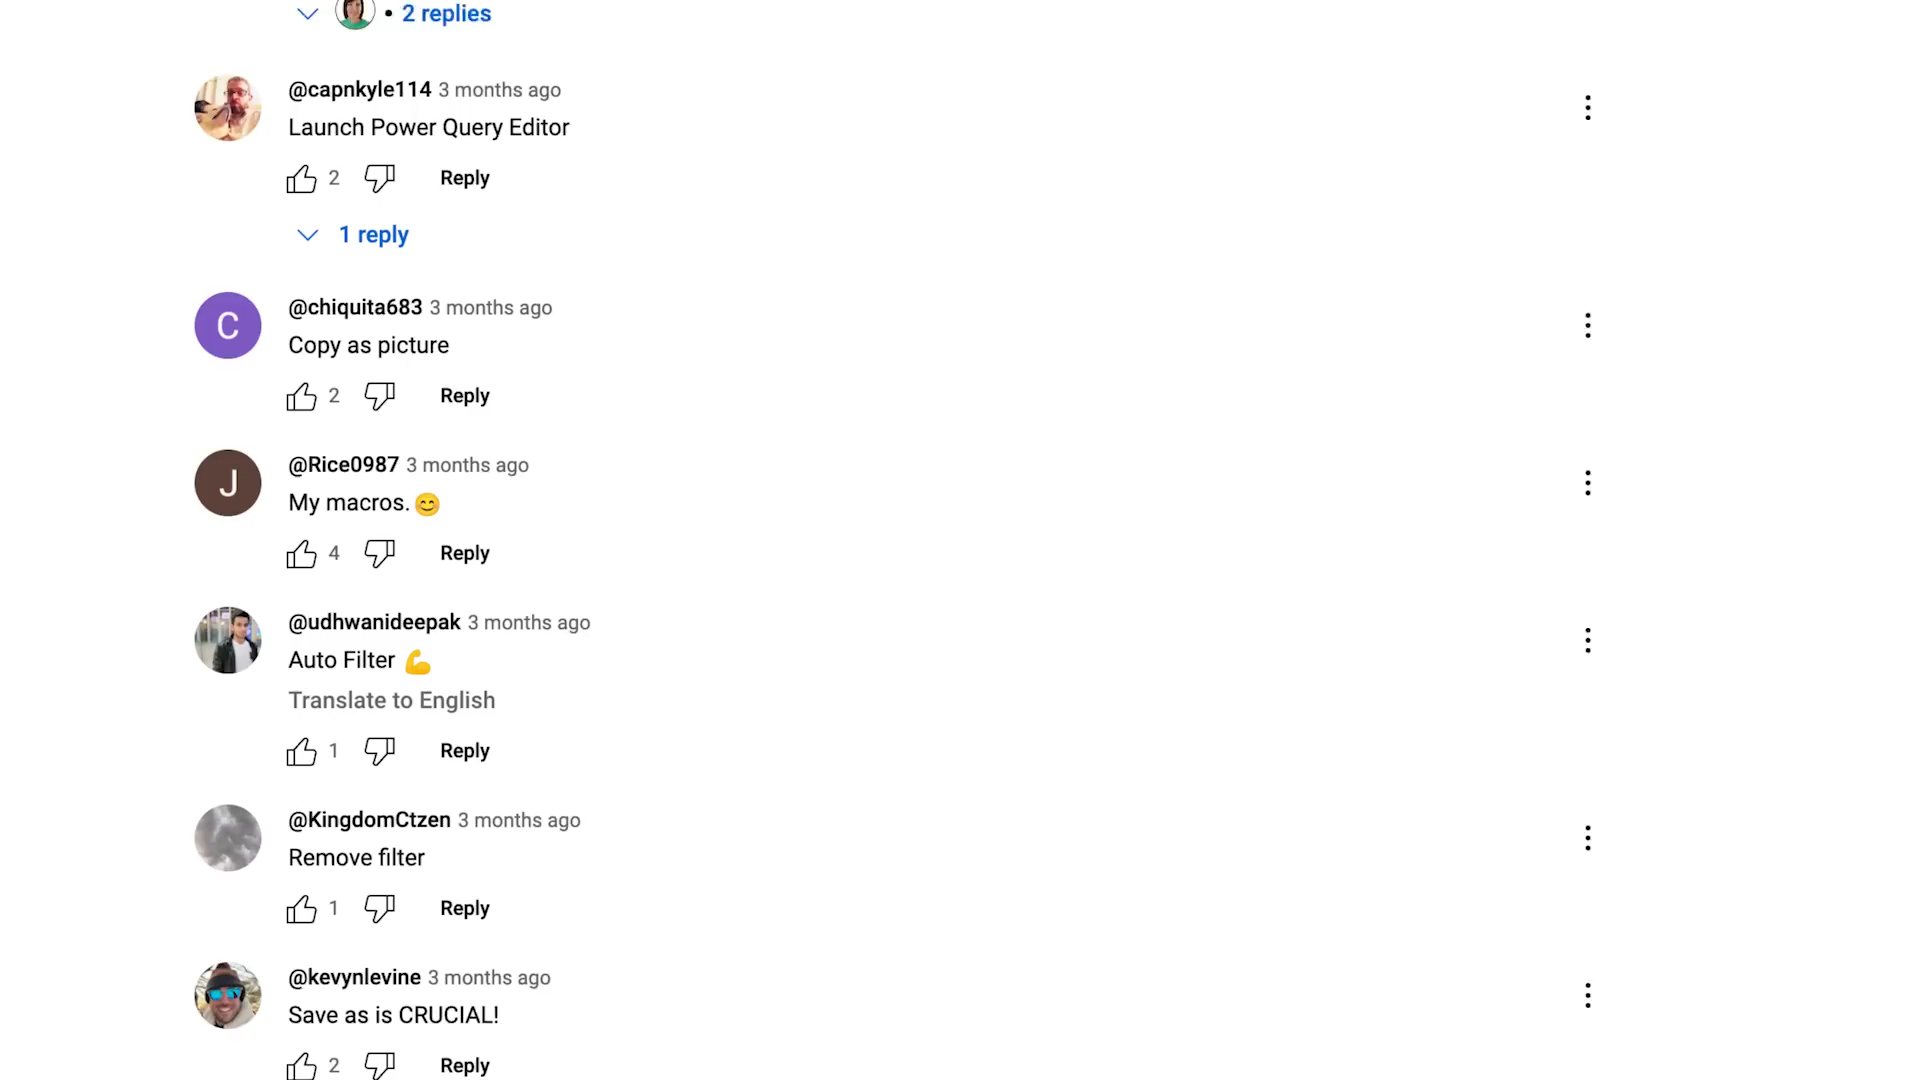 • 2 replies
@capnkyle114 3 months ago
Launch Power Query Editor
2 Reply
1 reply
C
@chiquita683 3 months ago
Copy as picture
2 Reply
J
@Rice0987 3 months ago
My macros. 😊
4 Reply
@udhwanideepak 3 months ago
Auto Filter 💪
Translate to English
1 Reply
@KingdomCtzen 3 months ago
Remove filter
1 Reply
@kevynlevine 3 months ago
Save as is CRUCIAL!
2 Reply